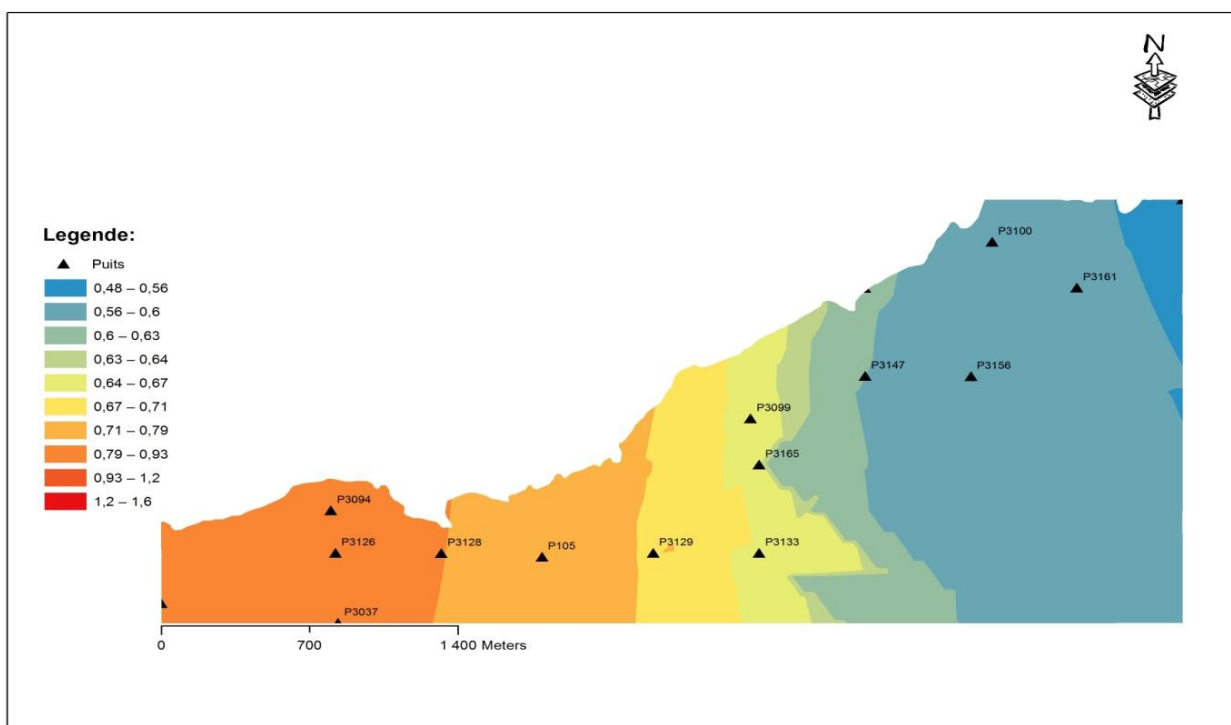 N
P3100
Legende:
P3161
Puits
0,48 – 0,56
0,56 – 0,6
0,6 – 0,63
0,63 – 0,64
P3147
P3156
0,64 – 0,67
0,67 – 0,71
P3099
0,71 – 0,79
0,79 – 0,93
P3165
0,93 – 1,2
1,2 – 1,6
P3094
P3126
P3128
P105
P3129
P3133
P3037
0
700
1 400 Meters